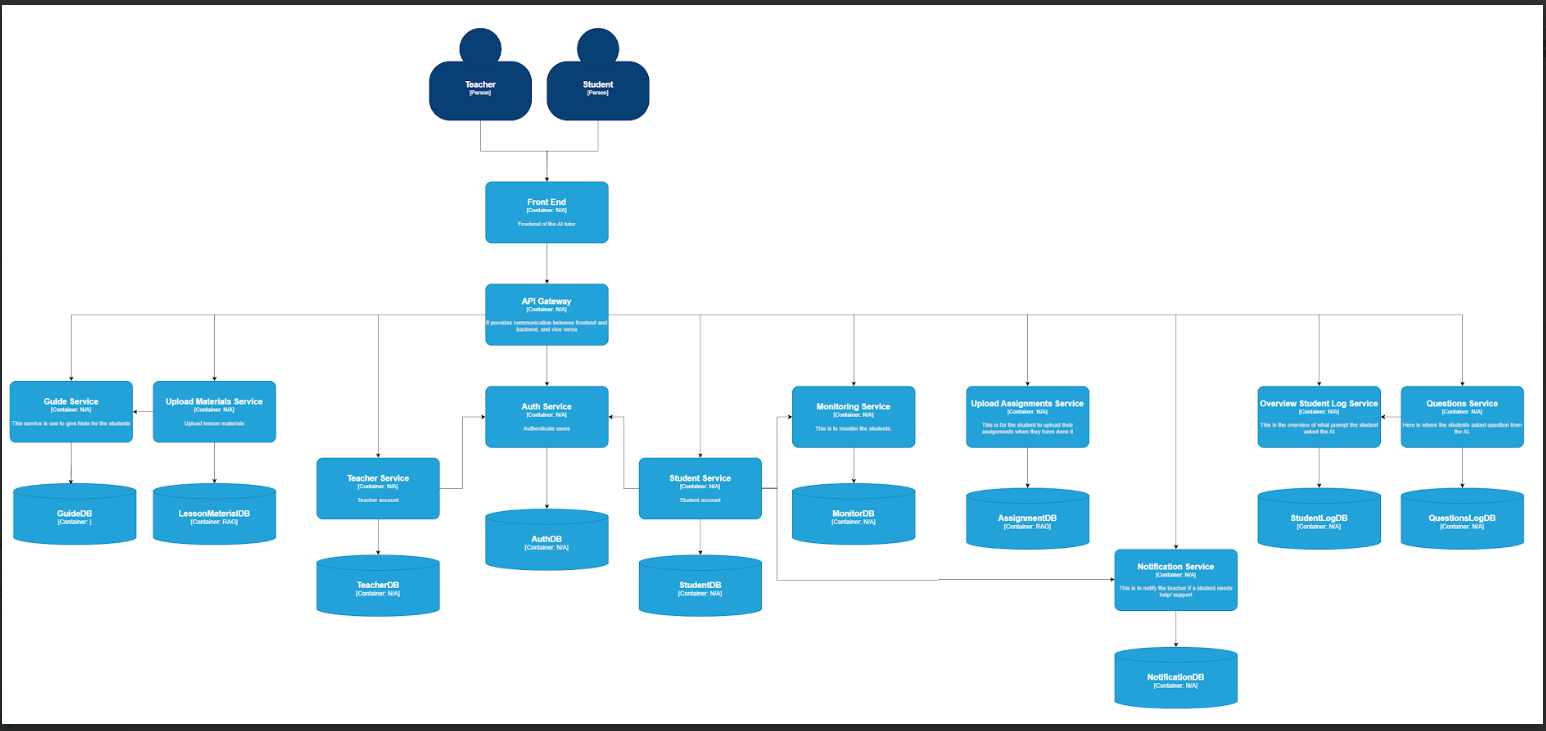 Teacher
[Person]
Student
[Person]
Front End
[Container: N/A]
Frontend of the AI tutor
API Gateway
[Container: N/A]
It provides communication between frontend and
backend, and vice versa
Guide Service
[Container: N/A]
This service is use to give hints for the students
Upload Materials Service
[Container: N/A]
Upload lesson materials
Auth Service
[Container: N/A]
Authenticate users
Monitoring Service
[Container: N/A]
This is to monitor the students.
Upload Assignments Service
[Container: N/A]
This is for the student to upload their
assignments when they have done it
Overview Student Log Service
[Container: N/A]
This is the overview of what prompt the student
asked the AI
Questions Service
[Container: N/A]
Here is where the students asked question from
the AI.
Teacher Service
[Container: N/A]
Teacher account
Student Service
[Container: N/A]
Student account
GuideDB
[Container: ]
LessonMaterialDB
[Container: RAG]
AuthDB
[Container: N/A]
MonitorDB
[Container: N/A]
AssignmentDB
[Container: RAG]
StudentLogDB
[Container: N/A]
QuestionsLogDB
[Container: N/A]
TeacherDB
[Container: N/A]
StudentDB
[Container: N/A]
Notification Service
[Container: N/A]
This is to notify the teacher if a student needs
help/ support
NotificationDB
[Container: N/A]